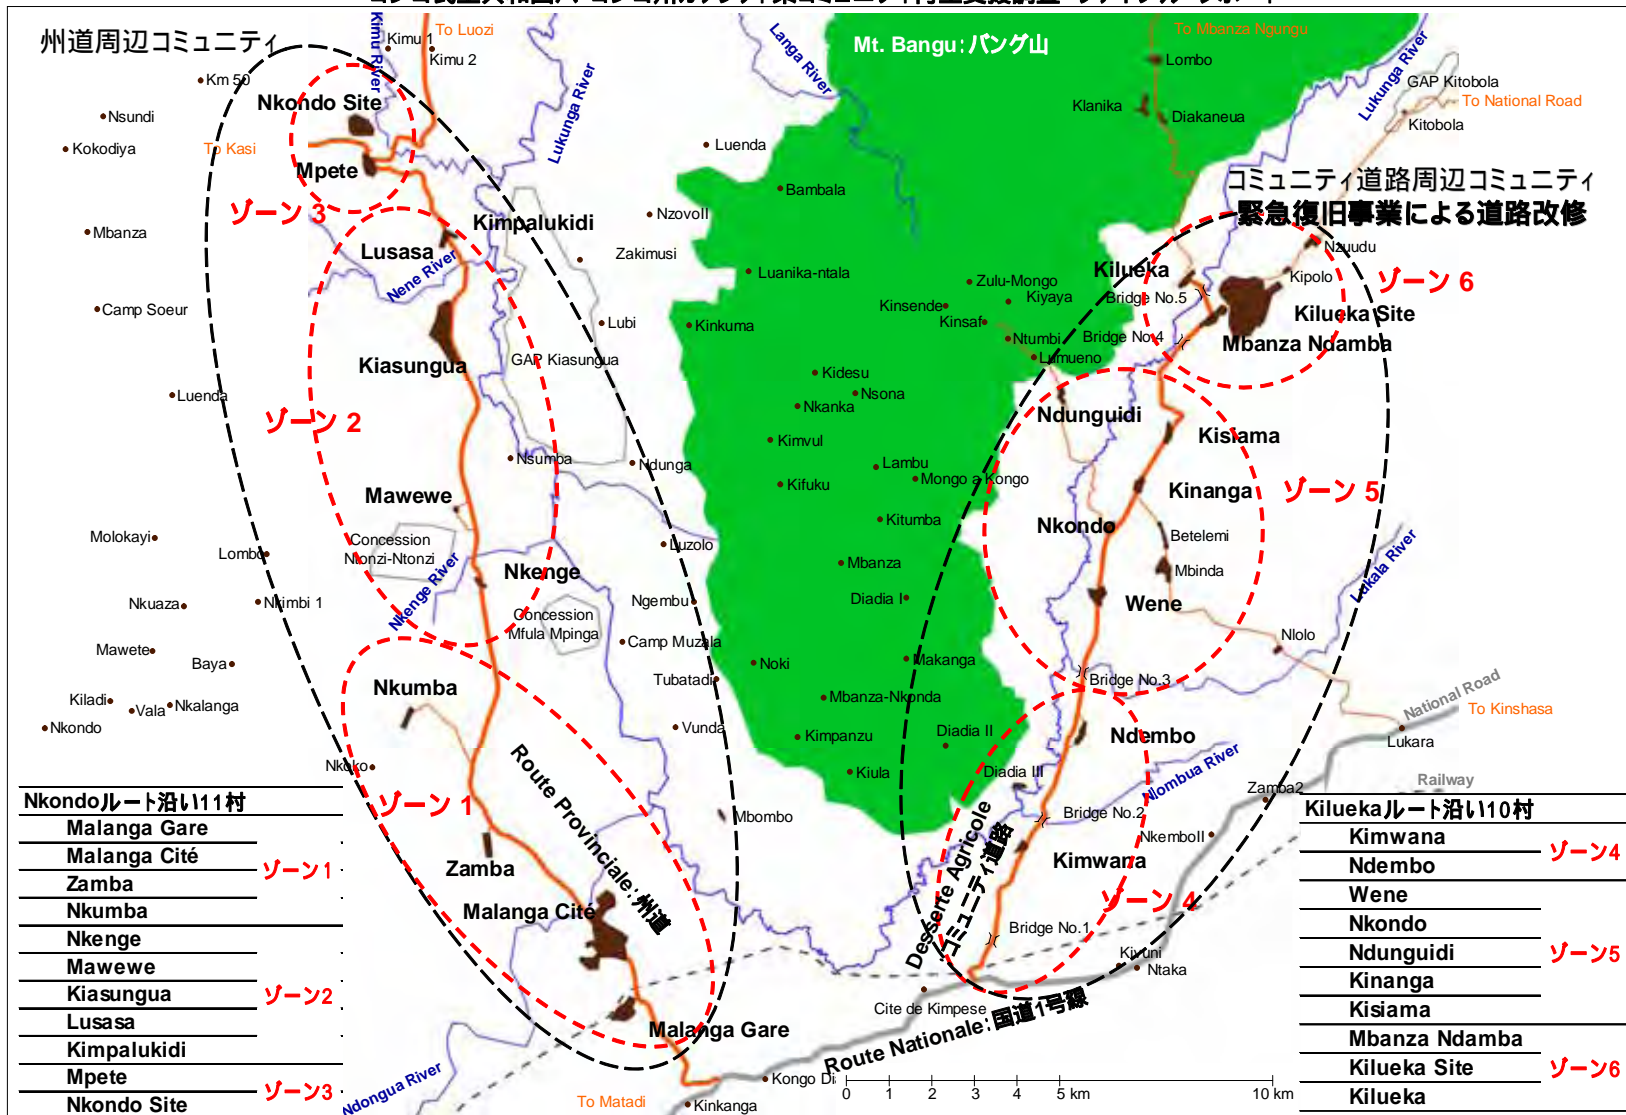 州道周辺コミュニティ
Kimu River
Kimu 1
Kimu 2
To Luozi
Km 50
Nkondo Site
Nsundi
Kokodiya
To Kasi
Mpete
ゾーン 3
Lukunga River
Langa River
Mt. Bangu：バング山
To Mbanza Ngungu
Lombo
Klanika
Diakaneua
Lukunga River
GAP Kitobola
To National Road
Kitobola
コミュニティ道路周辺コミュニティ
緊急復旧事業による道路改修
Luenda
Bambala
Nzovoll
Kimpalukidi
Zakimusi
Mbanza
Lusasa
Nene River
Luanika-ntala
Camp Soeur
Lubi
Kinkuma
GAP Kiasungua
Kiasungua
Luenda
ゾーン 2
Zulu-Mongo
Kiyaya
Kinsende
Kinsaf
Ntumbi
Lumueno
Kilueka
Bridge No.5
Bridge No.4
Nzuudu
Kipolo
ゾーン 6
Kilueka Site
Mbanza Ndamba
Kidesu
Nsona
Nkanka
Kimvul
Lambu
Mongo a Kongo
Kifuku
Kitumba
Mbanza
Diadia I
Makanga
Noki
Mbanza-Nkonda
Kimpanzu
Diadia II
Kiula
Ndunguidi
Kisiama
Kinanga
ゾーン 5
Nkondo
Betelemi
Mbinda
Wene
Lukala River
Nlolo
Bridge No.3
National Road
To Kinshasa
Lukara
Nsumba
Ndunga
Mawewe
Molokayi
Lombo
Concession
Ntonzi-Ntonzi
Nkenge River
Nkenge
Luzolo
Nkuaza
Nkimbi 1
Concession
Mfula Mpinga
Ngembu
Camp Muzala
Mawete
Baya
Tubatadi
Kiladi
Vala
Nkalanga
Nkondo
Nkumba
Vunda
Nkoko
ゾーン 1
Route Provinciale：州道
Mbombo
Zamba
Malanga Cité
Malanga Gare
Ndembo
Diadia III
Nlombua River
Bridge No.2
Zamba2
Railway
NkemboII
Kimwana
Desserte Agricole
：コミュニティ道路
ゾーン 4
Bridge No.1
Kiyuni
Ntaka
Cite de Kimpese
Route Nationale：国道1号線
Ndongua River
To Matadi
Kinkanga
0 1 2 3 4 5 km 10 km
Nkondoルート沿い11村
Malanga Gare
Malanga Cité
ゾーン1
Zamba
Nkumba
Nkenge
Mawewe
Kiasungua
ゾーン2
Lusasa
Kimpalukidi
Mpete
ゾーン3
Nkondo Site
Kiluekaルート沿い10村
Kimwana
ゾーン4
Ndembo
Wene
Nkondo
Ndunguidi
ゾーン5
Kinanga
Kisiama
Mbanza Ndamba
Kilueka Site
ゾーン6
Kilueka